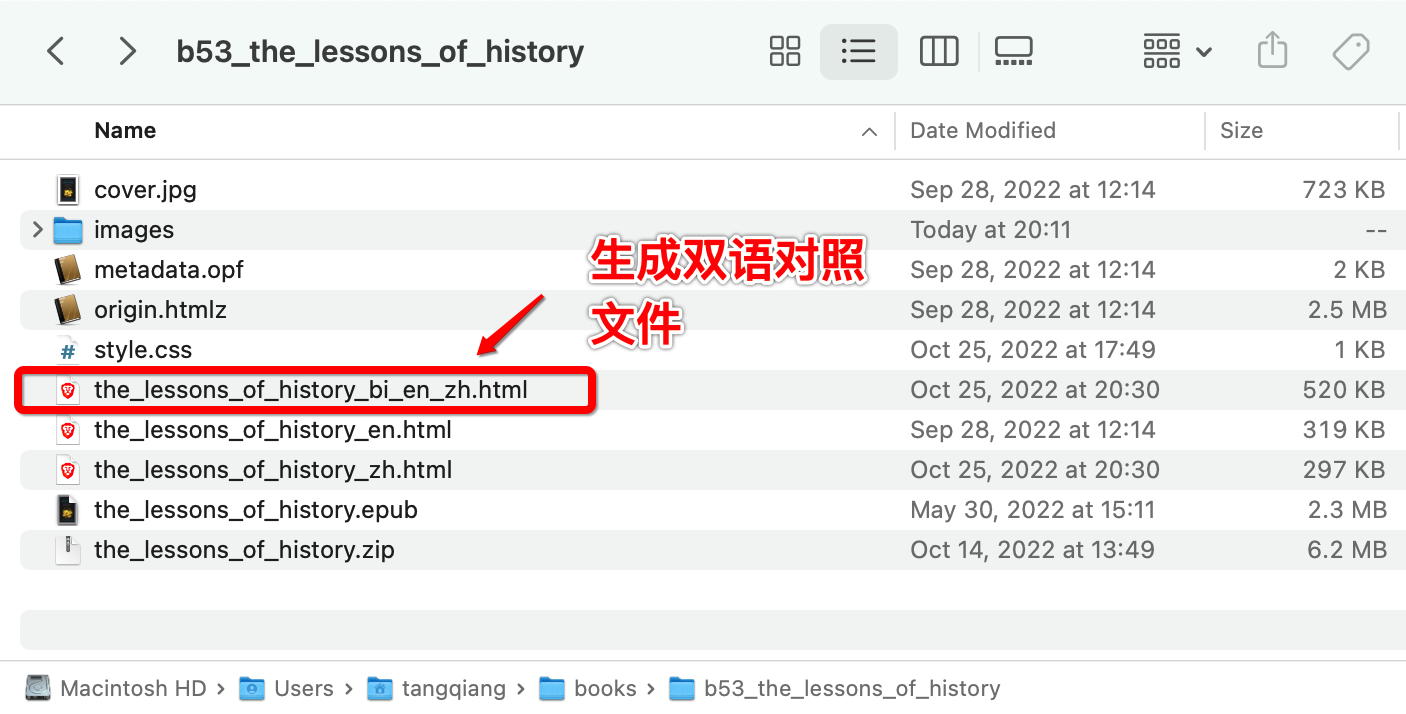 b53_the_lessons_of_history
Name Date Modified Size
cover.jpg Sep 28, 2022 at 12:14 723 KB
images Today at 20:11 --
metadata.opf Sep 28, 2022 at 12:14 2 KB
origin.htmlz Sep 28, 2022 at 12:14 2.5 MB
style.css Oct 25, 2022 at 17:49 1 KB
the_lessons_of_history_bi_en_zh.html Oct 25, 2022 at 20:30 520 KB
the_lessons_of_history_en.html Sep 28, 2022 at 12:14 319 KB
the_lessons_of_history_zh.html Oct 25, 2022 at 20:30 297 KB
the_lessons_of_history.epub May 30, 2022 at 15:11 2.3 MB
the_lessons_of_history.zip Oct 14, 2022 at 13:49 6.2 MB
生成双语对照
文件
Macintosh HD › Users › tangqiang › books › b53_the_lessons_of_history